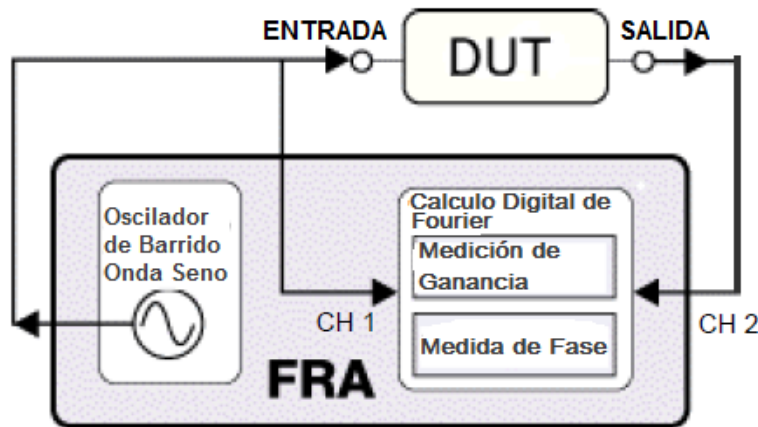 ENTRADA
DUT
SALIDA
Oscilador
de Barrido
Onda Seno
Calculo Digital de
Fourier
Medición de
Ganancia
Medida de Fase
CH 1
CH 2
FRA